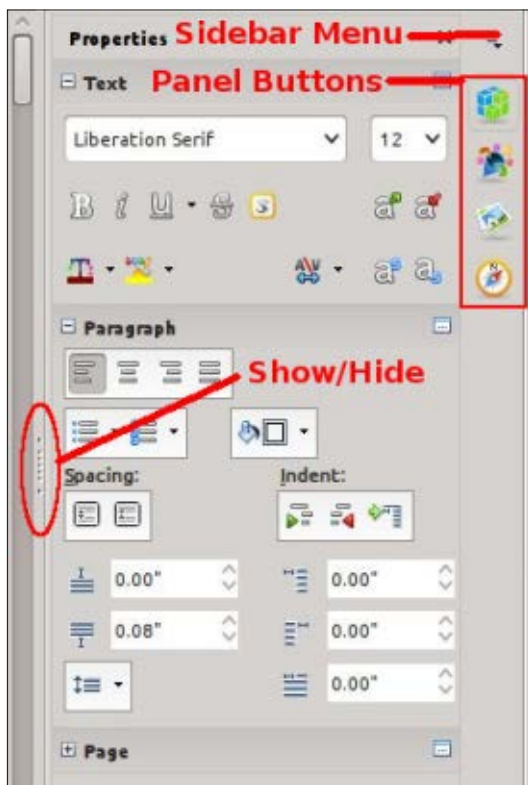 Properties Sidebar Menu
Text Panel Buttons
Liberation Serif 12
Paragraph
Show/Hide
Spacing: Indent:
0.00" 0.00"
0.08" 0.00"
0.00"
Page